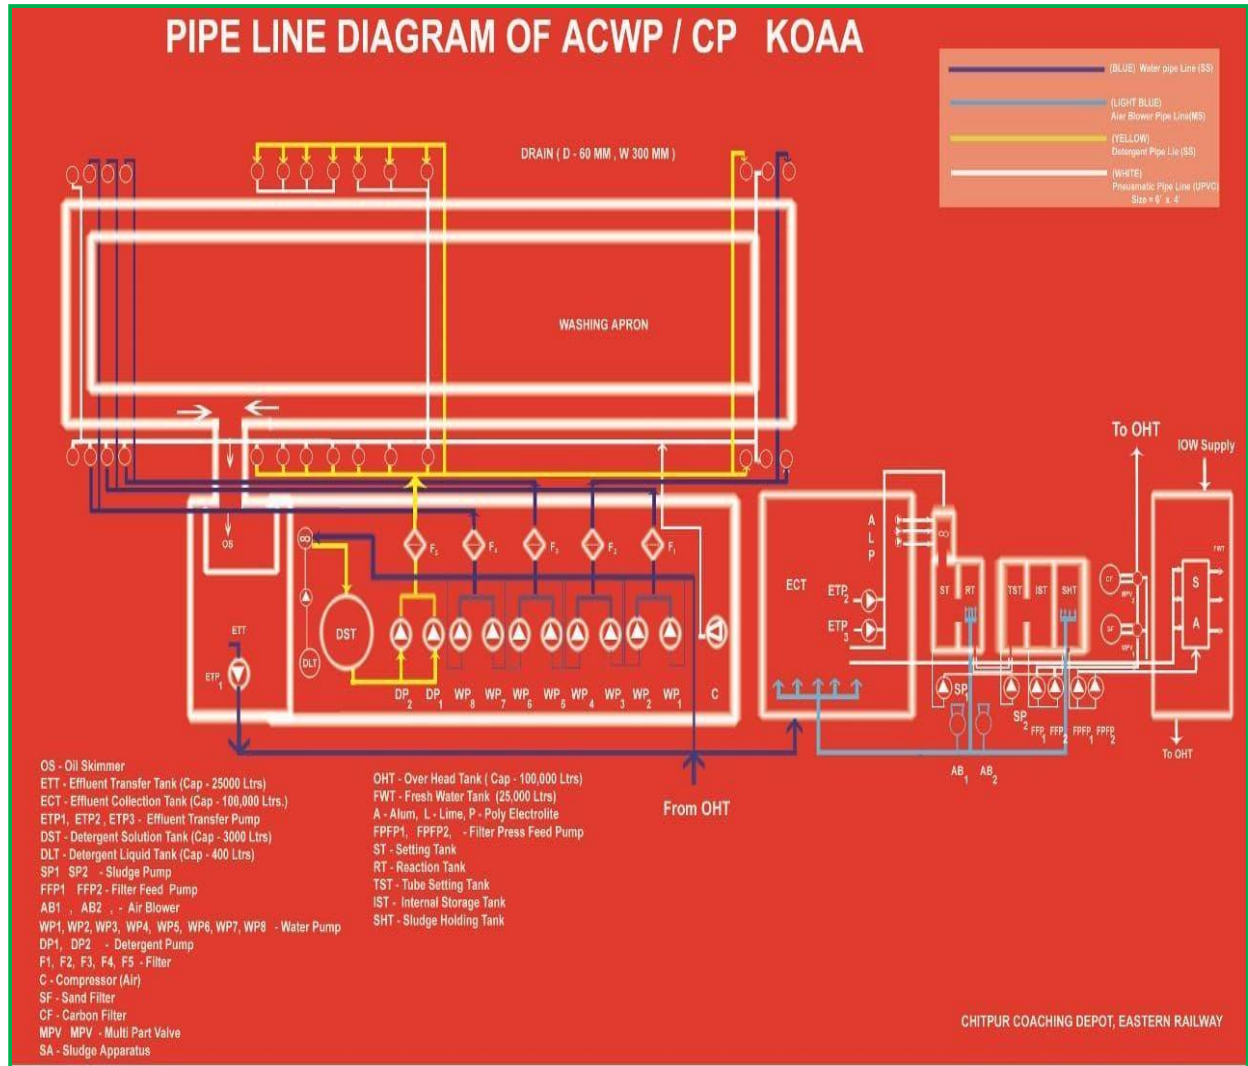 PIPE LINE DIAGRAM OF ACWP / CP KOAA
(BLUE) Water pipe Line (SS)
(LIGHT BLUE)
Aier Blower Pipe Line(MS)
(YELLOW)
Detergent Pipe Lie (SS)
(WHITE)
Pneusmatic Pipe Line (UPVC)
Size = 6' x 4'
DRAIN ( D - 60 MM , W 300 MM )
WASHING APRON
To OHT
IOW Supply
OS
F5
F4
F3
F2
F1
A
L
P
ECT
ETP2
ETP3
ST
RT
TST
IST
SHT
CF
MPV
SF
FWT
S
A
ETT
ETP1
DST
DLT
DP2
DP1
WP8
WP7
WP6
WP5
WP4
WP3
WP2
WP1
C
SP1
SP2
FFP1
FFP2
FPFP1
FPFP2
AB1
AB2
To OHT
From OHT
OS - Oil Skimmer
ETT - Effluent Transfer Tank (Cap - 25000 Ltrs)
ECT - Effluent Collection Tank (Cap - 100,000 Ltrs.)
ETP1, ETP2 , ETP3 - Effluent Transfer Pump
DST - Detergent Solution Tank (Cap - 3000 Ltrs)
DLT - Detergent Liquid Tank (Cap - 400 Ltrs)
SP1 SP2 - Sludge Pump
FFP1 FFP2 - Filter Feed Pump
AB1 , AB2 , - Air Blower
WP1, WP2, WP3, WP4, WP5, WP6, WP7, WP8 - Water Pump
DP1, DP2 - Detergent Pump
F1, F2, F3, F4, F5 - Filter
C - Compressor (Air)
SF - Sand Filter
CF - Carbon Filter
MPV MPV - Multi Part Valve
SA - Sludge Apparatus
OHT - Over Head Tank ( Cap - 100,000 Ltrs)
FWT - Fresh Water Tank (25,000 Ltrs)
A - Alum, L - Lime, P - Poly Electrolite
FPFP1, FPFP2, - Filter Press Feed Pump
ST - Setting Tank
RT - Reaction Tank
TST - Tube Setting Tank
IST - Internal Storage Tank
SHT - Sludge Holding Tank
CHITPUR COACHING DEPOT, EASTERN RAILWAY